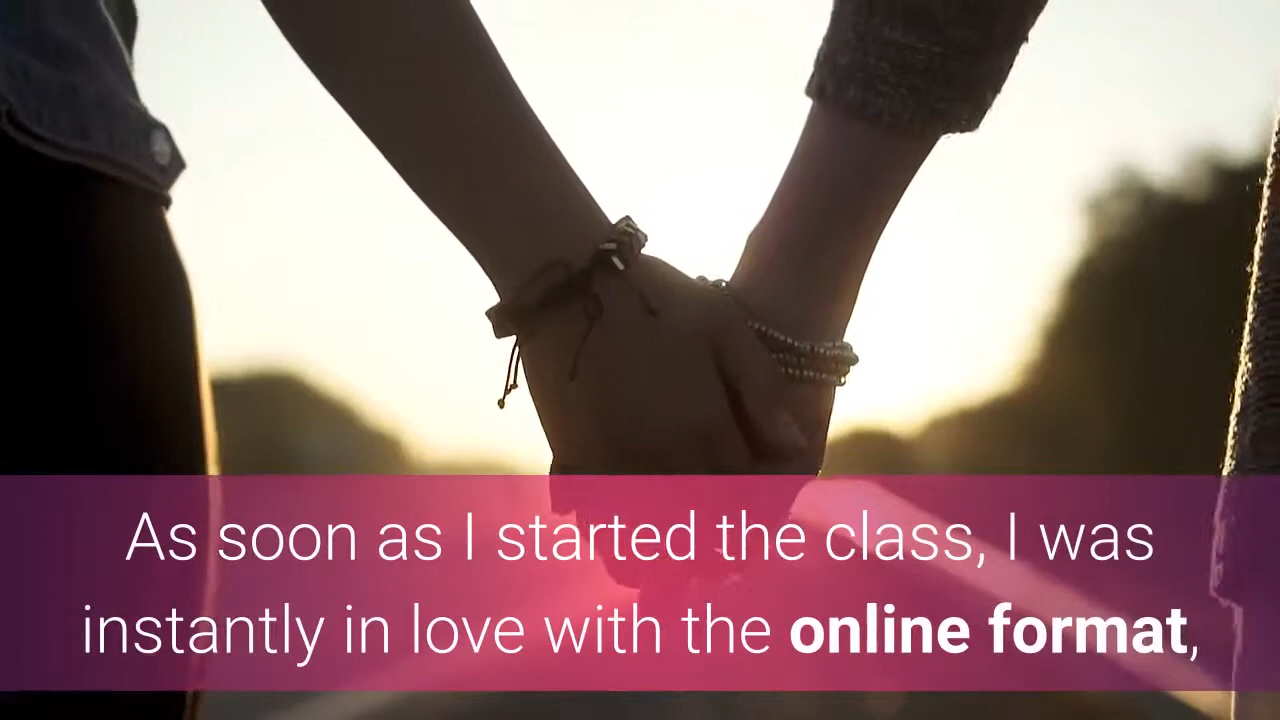 As soon as I started the class, I was
instantly in love with the online format,